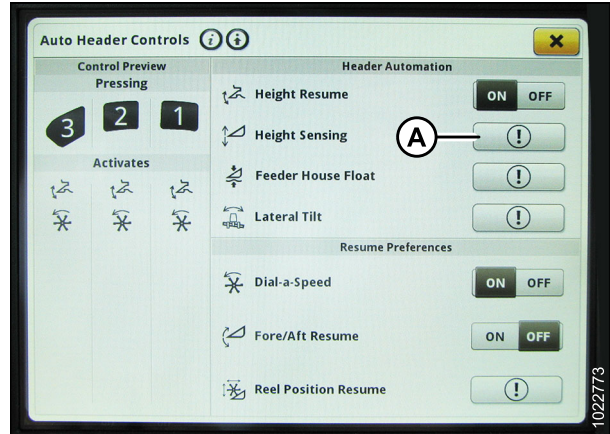 Auto Header Controls
Control Preview
Pressing
3 2 1
Activates
Header Automation
Height Resume ON OFF
Height Sensing A !
Feeder House Float !
Lateral Tilt !
Resume Preferences
Dial-a-Speed ON OFF
Fore/Aft Resume ON OFF
Reel Position Resume !
1022773